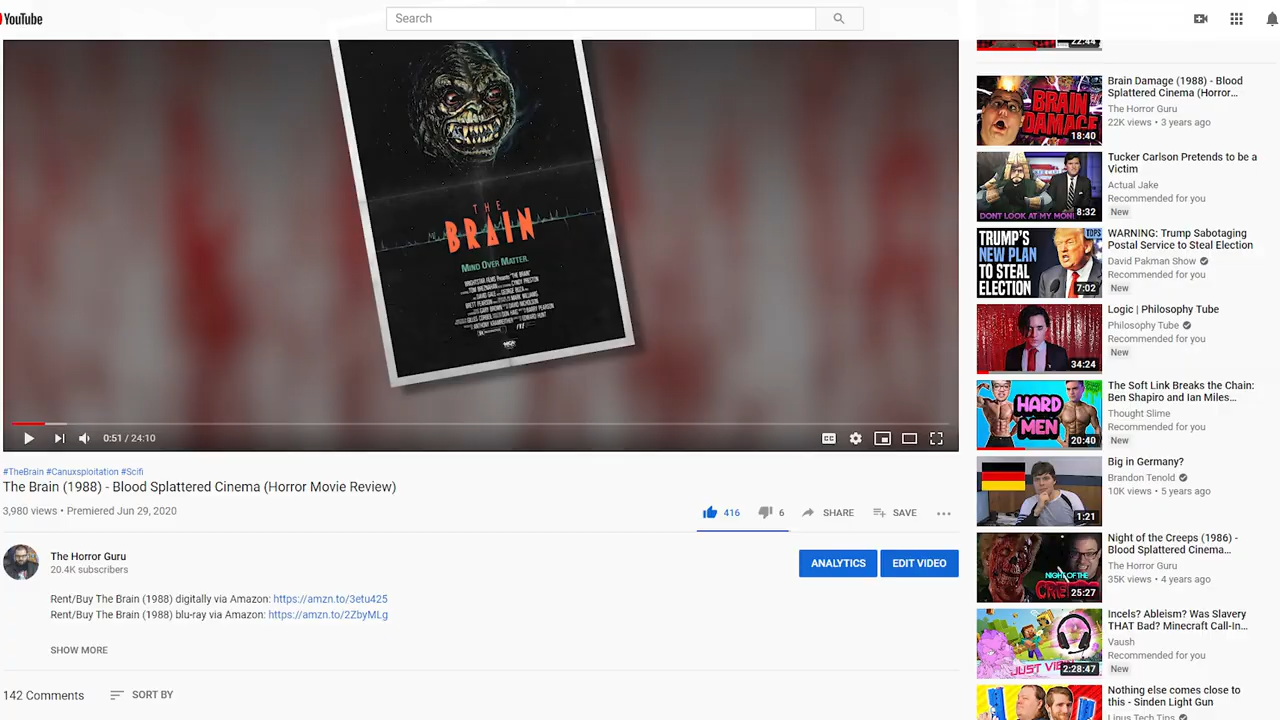 YouTube
Search
22:44
THE
BRAIN
MIND OVER MATTER.
0:51 / 24:10
#TheBrain #Canuxsploitation #Scifi
The Brain (1988) - Blood Splattered Cinema (Horror Movie Review)
3,980 views • Premiered Jun 29, 2020
416
6
SHARE
SAVE
The Horror Guru
20.4K subscribers
ANALYTICS
EDIT VIDEO
Rent/Buy The Brain (1988) digitally via Amazon: https://amzn.to/3etu425
Rent/Buy The Brain (1988) blu-ray via Amazon: https://amzn.to/2ZbyMLg
SHOW MORE
142 Comments
SORT BY
BRAIN
DAMAGE
18:40
Brain Damage (1988) - Blood
Splattered Cinema (Horror…
The Horror Guru
22K views • 3 years ago
DONT LOOK AT MY MON
8:32
Tucker Carlson Pretends to be a
Victim
Actual Jake
Recommended for you
New
TRUMP'S
NEW PLAN
TO STEAL
ELECTION
TDPS
7:02
WARNING: Trump Sabotaging
Postal Service to Steal Election
David Pakman Show
Recommended for you
New
34:24
Logic | Philosophy Tube
Philosophy Tube
Recommended for you
New
HARD
MEN
20:40
The Soft Link Breaks the Chain:
Ben Shapiro and Ian Miles…
Thought Slime
Recommended for you
New
1:21
Big in Germany?
Brandon Tenold
10K views • 5 years ago
NIGHT OF THE
25:27
Night of the Creeps (1986) -
Blood Splattered Cinema…
The Horror Guru
35K views • 4 years ago
JUST
2:28:47
Incels? Ableism? Was Slavery
THAT Bad? Minecraft Call-In…
Vaush
Recommended for you
New
Nothing else comes close to
this - Sinden Light Gun
Linus Tech Tips